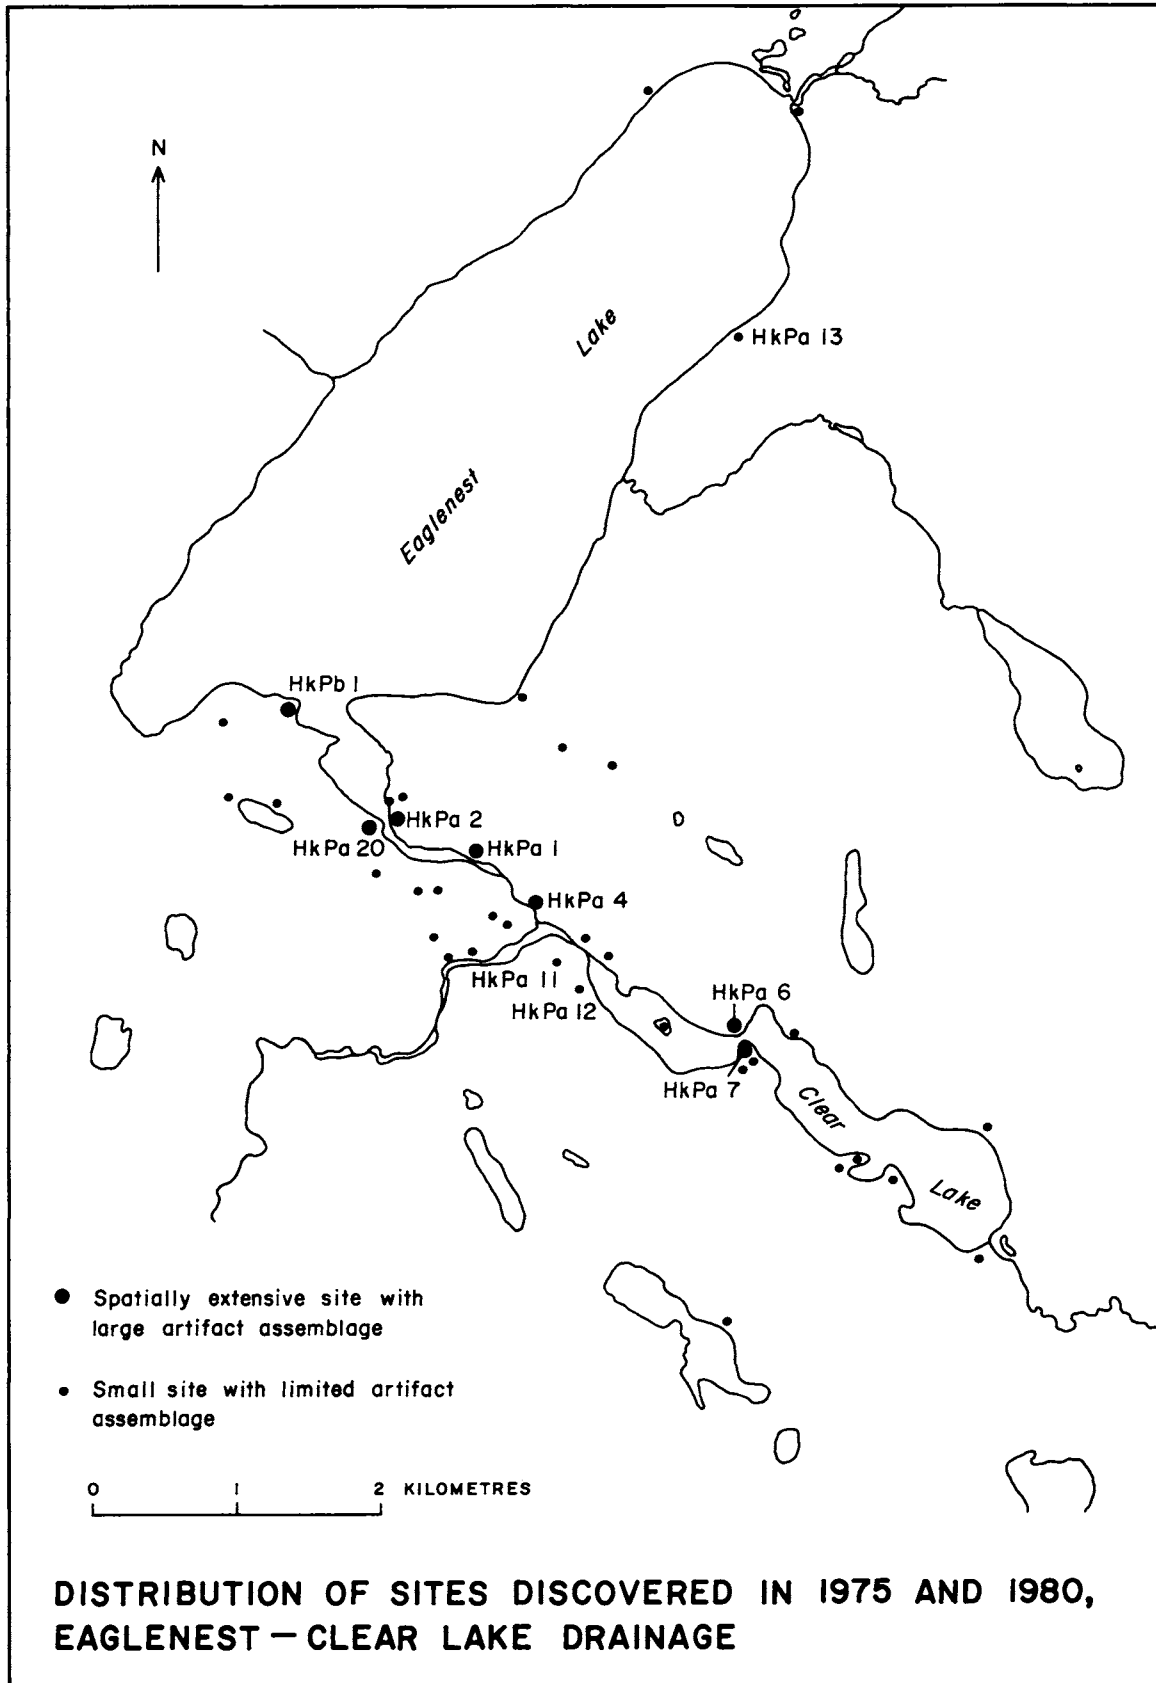 N
HkPa 13
Lake
Eaglenest
HkPb 1
HkPa 2
HkPa 20
HkPa 1
HkPa 4
HkPa 11
HkPa 12
HkPa 6
HkPa 7
Clear
Lake
Spatially extensive site with
large artifact assemblage
Small site with limited artifact
assemblage
0 1 2 KILOMETRES
DISTRIBUTION OF SITES DISCOVERED IN 1975 AND 1980,
EAGLENEST — CLEAR LAKE DRAINAGE